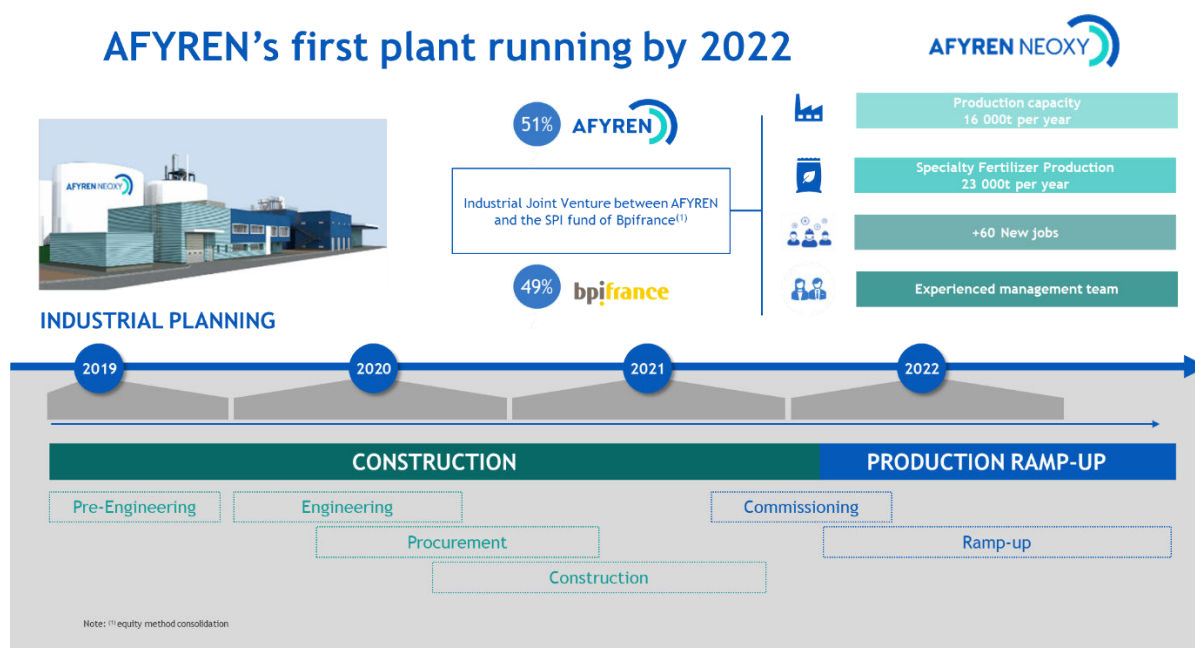 AFYREN's first plant running by 2022
AFYREN NEOXY
AFYREN NEOXY
51%
AFYREN
Industrial Joint Venture between AFYREN
and the SPI fund of Bpifrance(1)
49%
bpifrance
Production capacity
16 000t per year
Specialty Fertilizer Production
23 000t per year
+60 New jobs
Experienced management team
INDUSTRIAL PLANNING
2019
2020
2021
2022
CONSTRUCTION
PRODUCTION RAMP-UP
Pre-Engineering
Engineering
Commissioning
Procurement
Ramp-up
Construction
Note: (1) equity method consolidation